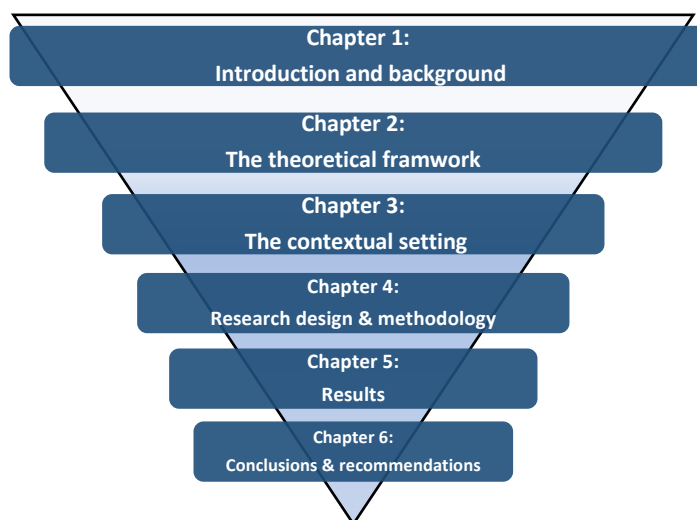 Chapter 1:
Introduction and background
Chapter 2:
The theoretical framwork
Chapter 3:
The contextual setting
Chapter 4:
Research design & methodology
Chapter 5:
Results
Chapter 6:
Conclusions & recommendations